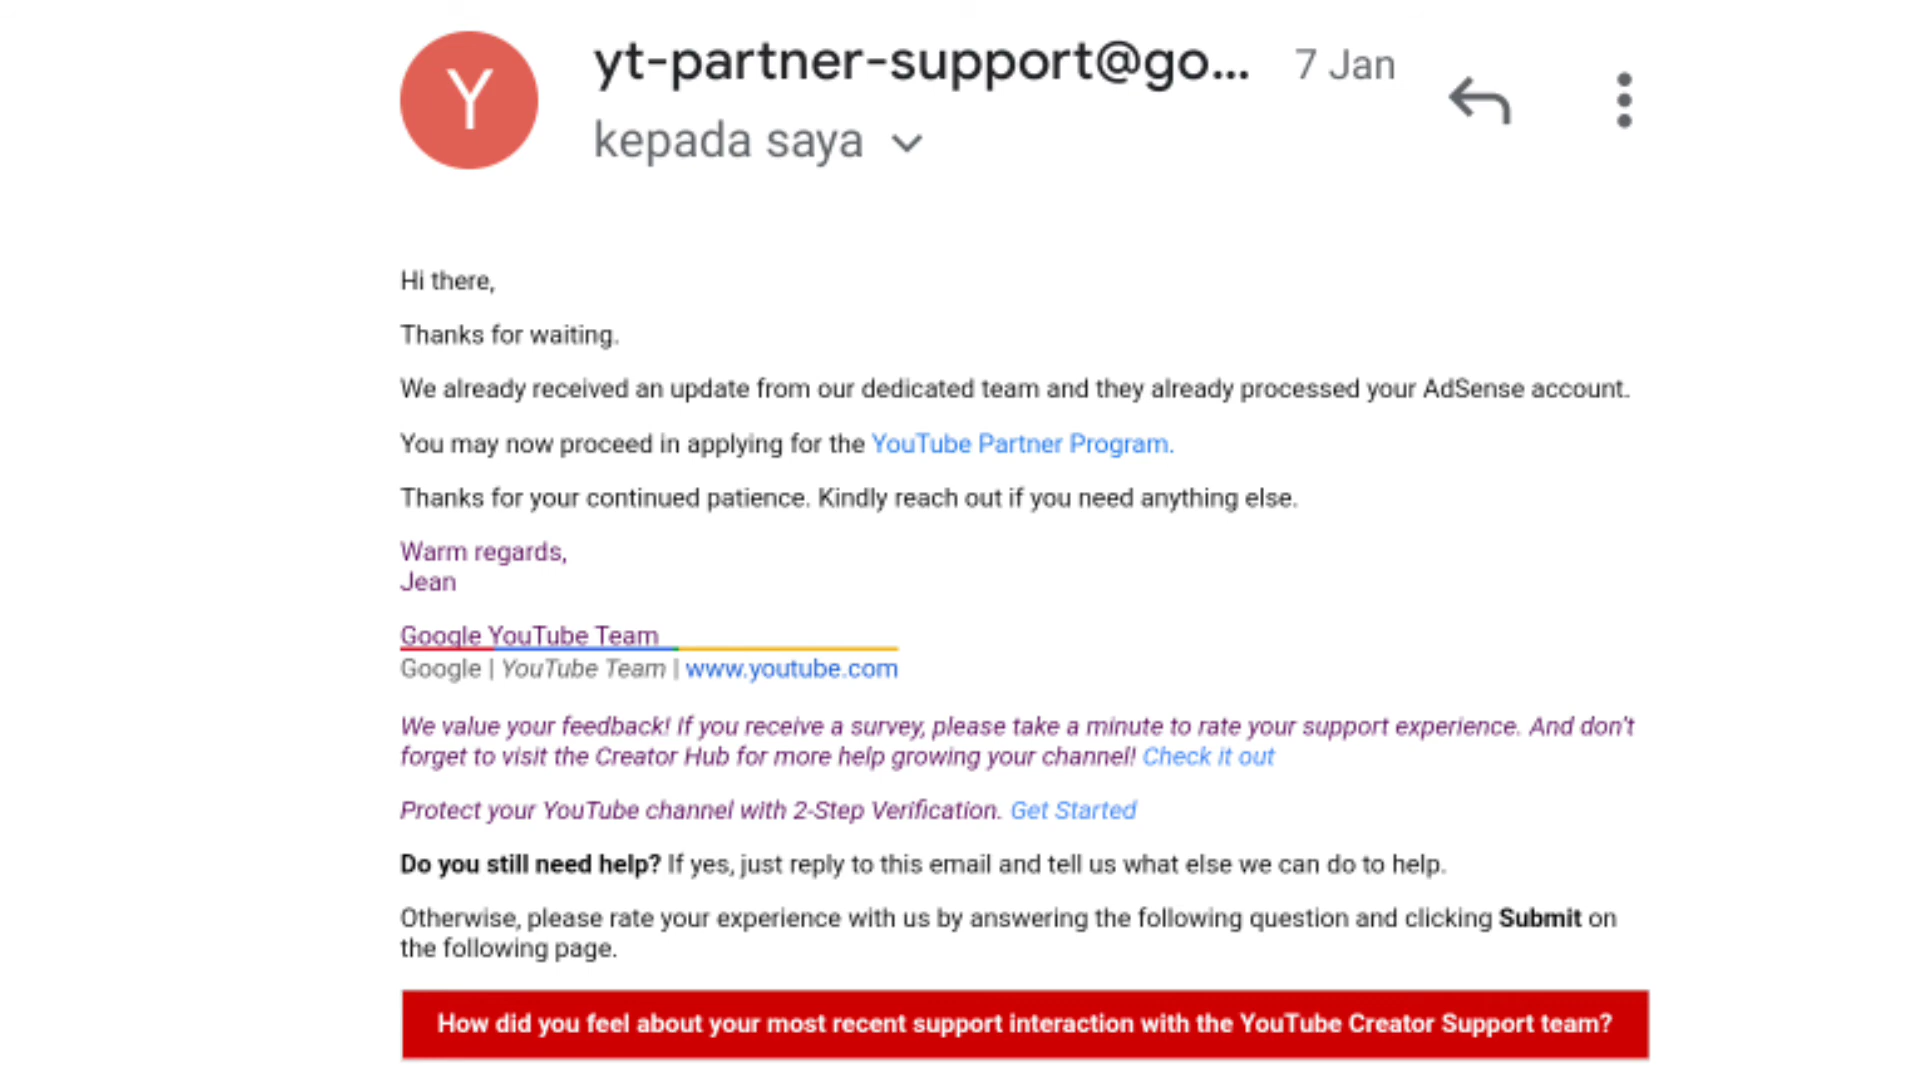 Y
yt-partner-support@go...
7 Jan
kepada saya
Hi there,
Thanks for waiting.
We already received an update from our dedicated team and they already processed your AdSense account.
You may now proceed in applying for the YouTube Partner Program.
Thanks for your continued patience. Kindly reach out if you need anything else.
Warm regards,
Jean
Google YouTube Team
Google | YouTube Team | www.youtube.com
We value your feedback! If you receive a survey, please take a minute to rate your support experience. And don't
forget to visit the Creator Hub for more help growing your channel! Check it out
Protect your YouTube channel with 2-Step Verification. Get Started
Do you still need help? If yes, just reply to this email and tell us what else we can do to help.
Otherwise, please rate your experience with us by answering the following question and clicking Submit on
the following page.
How did you feel about your most recent support interaction with the YouTube Creator Support team?